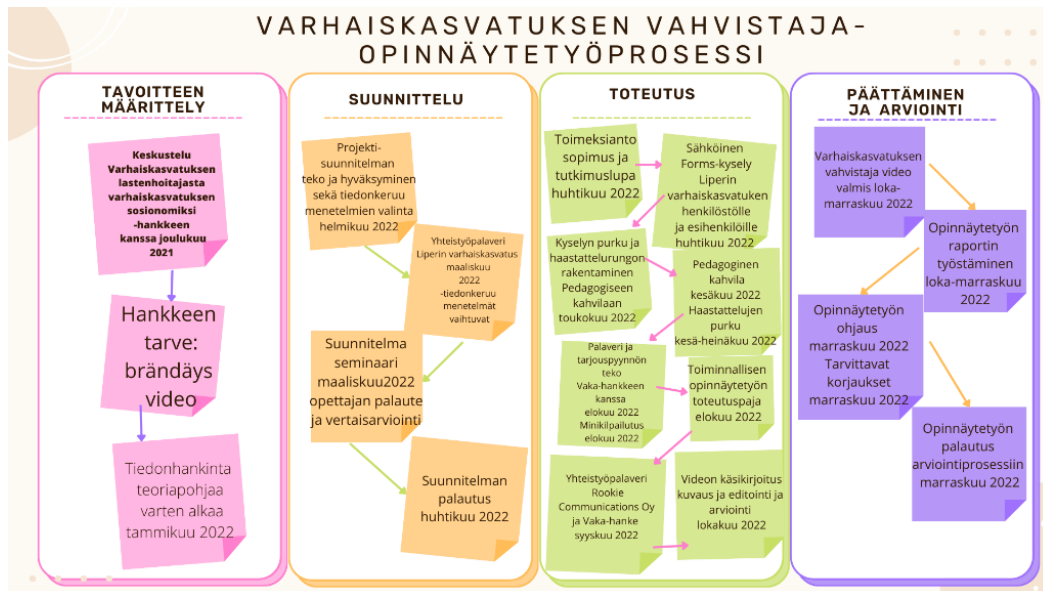 VARHAISKASVATUKSEN VAHVISTAJA-
OPINNÄYTETYÖPROSESSI
TAVOITTEEN
MÄÄRITTELY
Keskustelu
Varhaiskasvatuksen
lastenhoitajasta
varhaiskasvatuksen
sosionomiksi
-hankkeen
kanssa joulukuu
2021
Hankkeen
tarve:
brändäys
video
Tiedonhankinta
teoriapohjaa
varten alkaa
tammikuu 2022
SUUNNITTELU
Projekti-
suunnitelman
teko ja hyväksyminen
sekä tiedonkeruu
menetelmien valinta
helmikuu 2022
Yhteistyöpalaveri
Liperin varhaiskasvatus
maaliskuu
2022
-tiedonkeruu
menetelmät
vaihtuvat
Suunnitelma
seminaari
maaliskuu2022
opettajan palaute
ja vertaisarviointi
Suunnitelman
palautus
huhtikuu 2022
TOTEUTUS
Toimeksianto
sopimus ja
tutkimuslupa
huhtikuu 2022
Sähköinen
Forms-kysely
Liperin
varhaiskasvatuken
henkilöstölle
ja esihenkilöille
huhtikuu 2022
Kyselyn purku ja
haastattelurungon
rakentaminen
Pedagogiseen
kahvilaan
toukokuu 2022
Pedagoginen
kahvila
kesäkuu 2022
Haastattelujen
purku
kesä-heinäkuu 2022
Palaveri ja
tarjouspyynnön
teko
Vaka-hankkeen
kanssa
elokuu 2022
Minikilpailutus
elokuu 2022
Toiminnallisen
opinnäytetyön
toteutuspaja
elokuu 2022
Yhteistyöpalaveri
Rookie
Communications Oy
ja Vaka-hanke
syyskuu 2022
Videon käsikirjoitus
kuvaus ja editointi ja
arviointi
lokakuu 2022
PÄÄTTÄMINEN
JA ARVIOINTI
Varhaiskasvatuksen
vahvistaja video
valmis loka-
marraskuu 2022
Opinnäytetyön
raportin
työstäminen
loka-marraskuu
2022
Opinnäytetyön
ohjaus
marraskuu 2022
Tarvittavat
korjaukset
marraskuu 2022
Opinnäytetyön
palautus
arviointiprosessiin
marraskuu 2022